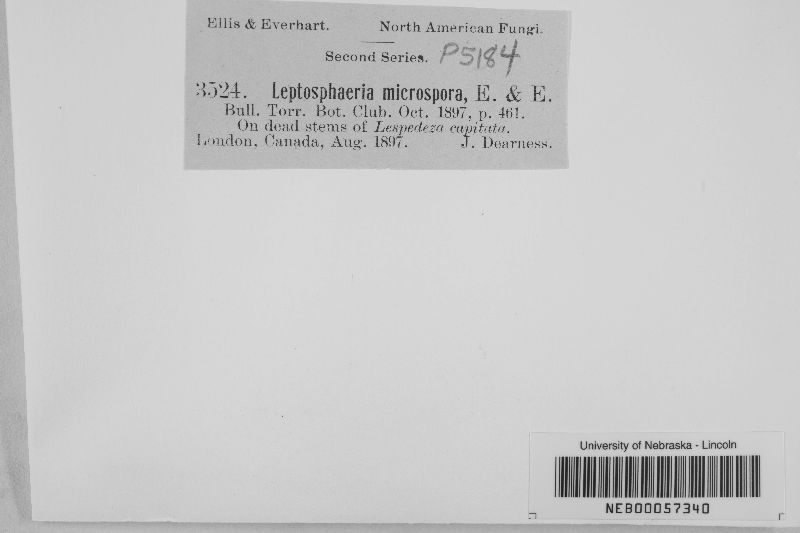 Ellis & Everhart. North American Fungi.
Second Series. P5184
3524. Leptosphaeria microspora, E. & E.
Bull. Torr. Bot. Club. Oct. 1897, p. 461.
On dead stems of Lespedeza capitata.
London, Canada, Aug. 1897. J. Dearness.
University of Nebraska - Lincoln
NEB00057340